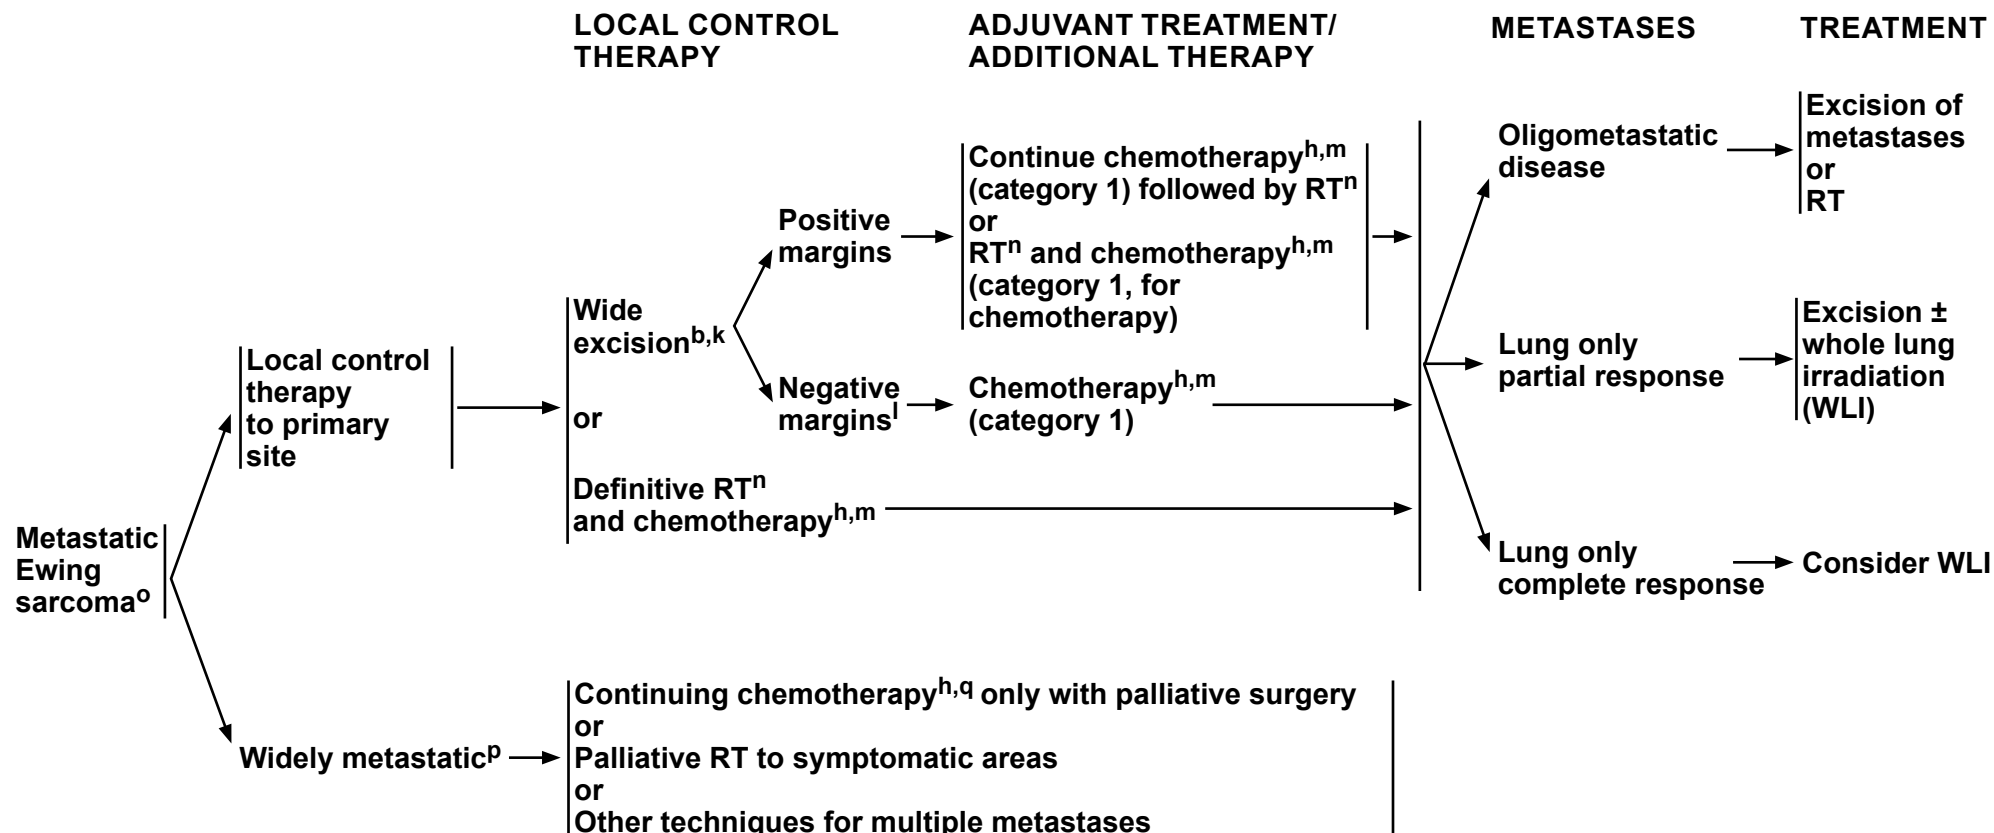 LOCAL CONTROL
THERAPY
ADJUVANT TREATMENT/
ADDITIONAL THERAPY
METASTASES
TREATMENT
Metastatic
Ewing
sarcomaᵒ
Local control
therapy
to primary
site
Wide
excisionᵇ,ᵏ
or
Definitive RTⁿ
and chemotherapyʰ,ᵐ
Positive
margins
Negative
marginsˡ
Continue chemotherapyʰ,ᵐ
(category 1) followed by RTⁿ
or
RTⁿ and chemotherapyʰ,ᵐ
(category 1, for
chemotherapy)
Chemotherapyʰ,ᵐ
(category 1)
Oligometastatic
disease
Excision of
metastases
or
RT
Lung only
partial response
Excision ±
whole lung
irradiation
(WLI)
Lung only
complete response
Consider WLI
Widely metastaticᵖ
Continuing chemotherapyʰ,𐞥 only with palliative surgery
or
Palliative RT to symptomatic areas
or
Other techniques for multiple metastases